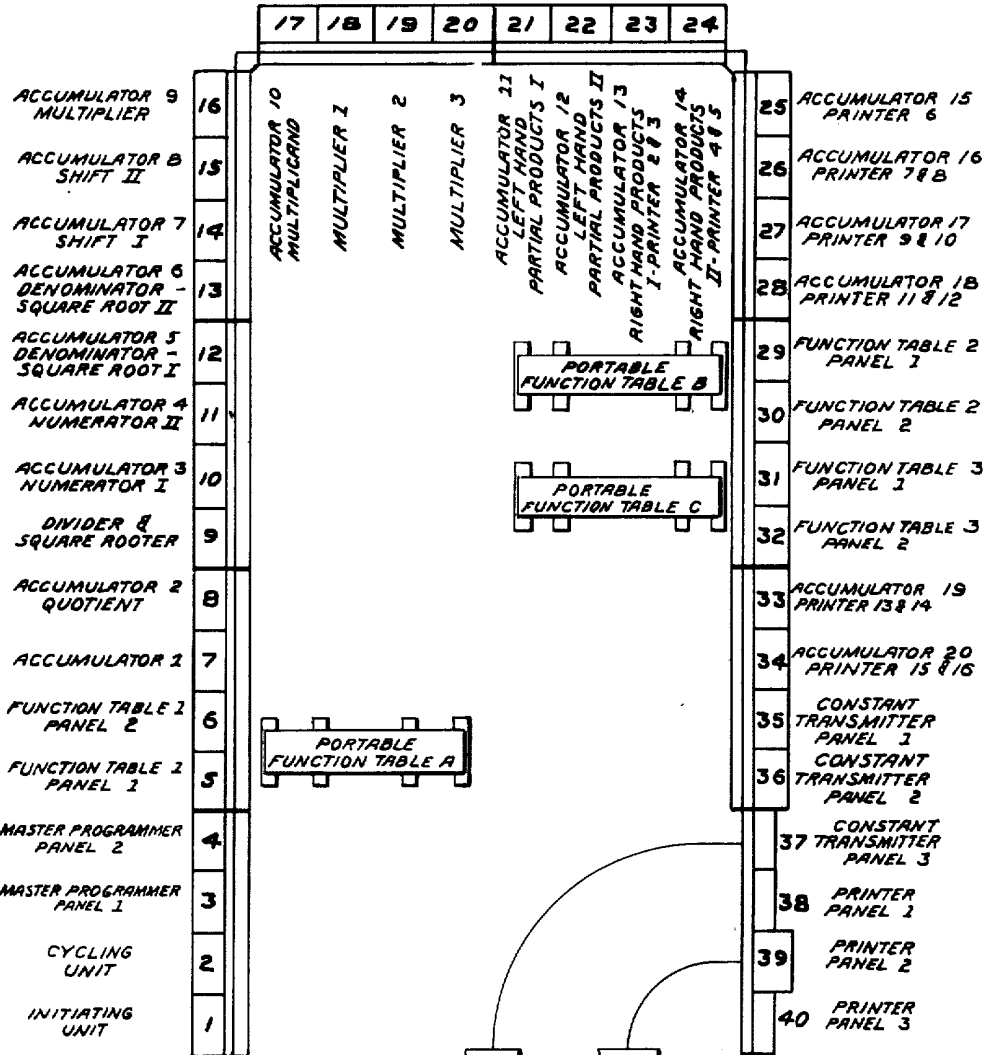 17 18 19 20 21 22 23 24
ACCUMULATOR 9
MULTIPLIER
16
ACCUMULATOR 8
SHIFT II
15
ACCUMULATOR 7
SHIFT I
14
ACCUMULATOR 6
DENOMINATOR -
SQUARE ROOT II
13
ACCUMULATOR 5
DENOMINATOR -
SQUARE ROOT I
12
ACCUMULATOR 4
NUMERATOR II
11
ACCUMULATOR 3
NUMERATOR I
10
DIVIDER &
SQUARE ROOTER
9
ACCUMULATOR 2
QUOTIENT
8
ACCUMULATOR 1
7
FUNCTION TABLE 1
PANEL 2
6
FUNCTION TABLE 1
PANEL 1
5
MASTER PROGRAMMER
PANEL 2
4
MASTER PROGRAMMER
PANEL 1
3
CYCLING
UNIT
2
INITIATING
UNIT
1
ACCUMULATOR 10
MULTIPLICAND
MULTIPLIER 1
MULTIPLIER 2
MULTIPLIER 3
ACCUMULATOR 11
LEFT HAND
PARTIAL PRODUCTS I
ACCUMULATOR 12
LEFT HAND
PARTIAL PRODUCTS II
ACCUMULATOR 13
RIGHT HAND PRODUCTS
I-PRINTER 2 & 3
ACCUMULATOR 14
RIGHT HAND PRODUCTS
II-PRINTER 4 & 5
PORTABLE
FUNCTION TABLE B
PORTABLE
FUNCTION TABLE C
PORTABLE
FUNCTION TABLE A
25
ACCUMULATOR 15
PRINTER 6
26
ACCUMULATOR 16
PRINTER 7 & 8
27
ACCUMULATOR 17
PRINTER 9 & 10
28
ACCUMULATOR 18
PRINTER 11 & 12
29
FUNCTION TABLE 2
PANEL 1
30
FUNCTION TABLE 2
PANEL 2
31
FUNCTION TABLE 3
PANEL 1
32
FUNCTION TABLE 3
PANEL 2
33
ACCUMULATOR 19
PRINTER 13 & 14
34
ACCUMULATOR 20
PRINTER 15 & 16
35
CONSTANT
TRANSMITTER
PANEL 1
36
CONSTANT
TRANSMITTER
PANEL 2
37
CONSTANT
TRANSMITTER
PANEL 3
38
PRINTER
PANEL 1
39
PRINTER
PANEL 2
40
PRINTER
PANEL 3